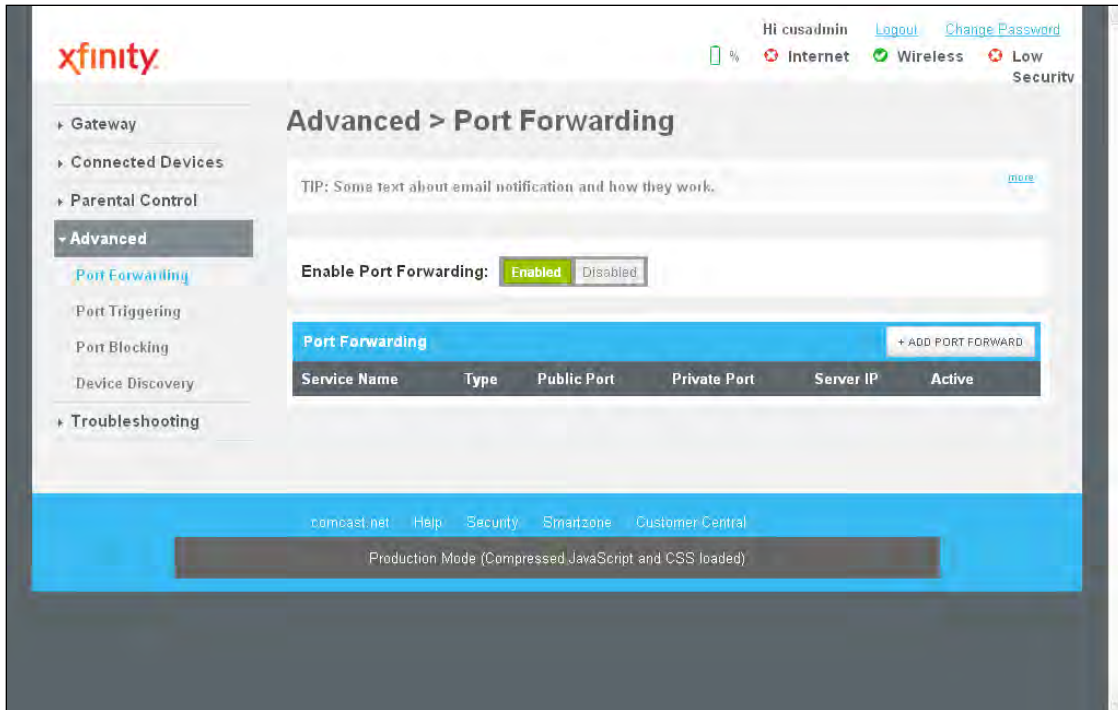 Hi cusadmin Logout Change Password
xfinity.
% Internet Wireless Low Security
Gateway
Connected Devices
Parental Control
Advanced
Port Forwarding
Port Triggering
Port Blocking
Device Discovery
Troubleshooting
Advanced > Port Forwarding
TIP: Some text about email notification and how they work.
more
Enable Port Forwarding: Enabled Disabled
Port Forwarding
+ ADD PORT FORWARD
Service Name Type Public Port Private Port Server IP Active
comcast.net Help Security Smartzone Customer Central
Production Mode (Compressed JavaScript and CSS loaded)